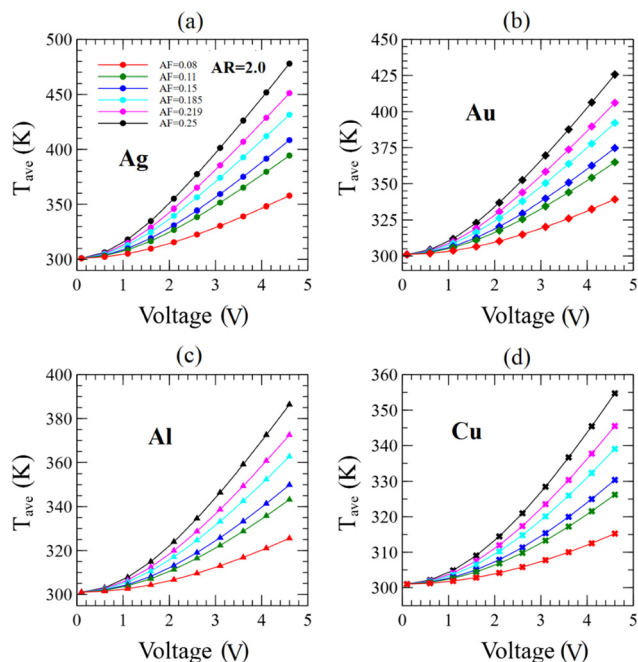 (a)
(b)
500
450
400
350
300
AF=0.08
AF=0.11
AF=0.15
AF=0.185
AF=0.219
AF=0.25
AR=2.0
Ag
T_ave (K)
0 1 2 3 4 5
Voltage (V)
450
425
400
375
350
325
300
Au
T_ave (K)
0 1 2 3 4 5
Voltage (V)
(c)
(d)
400
380
360
340
320
300
Al
T_ave (K)
0 1 2 3 4 5
Voltage (V)
360
350
340
330
320
310
300
Cu
T_ave (K)
0 1 2 3 4 5
Voltage (V)